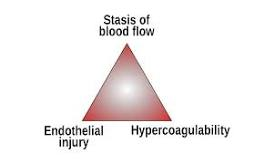 Stasis of
blood flow
Endothelial
injury
Hypercoagulability